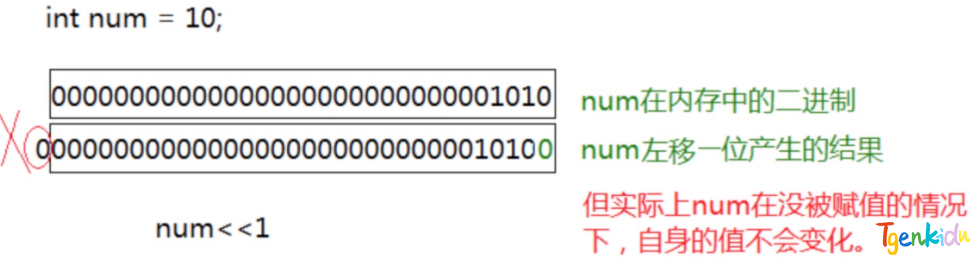 int num = 10;
00000000000000000000000000001010 num在内存中的二进制
000000000000000000000000000010100 num左移一位产生的结果
但实际上num在没被赋值的情况
下，自身的值不会变化。
num<<1
Tgenkidu